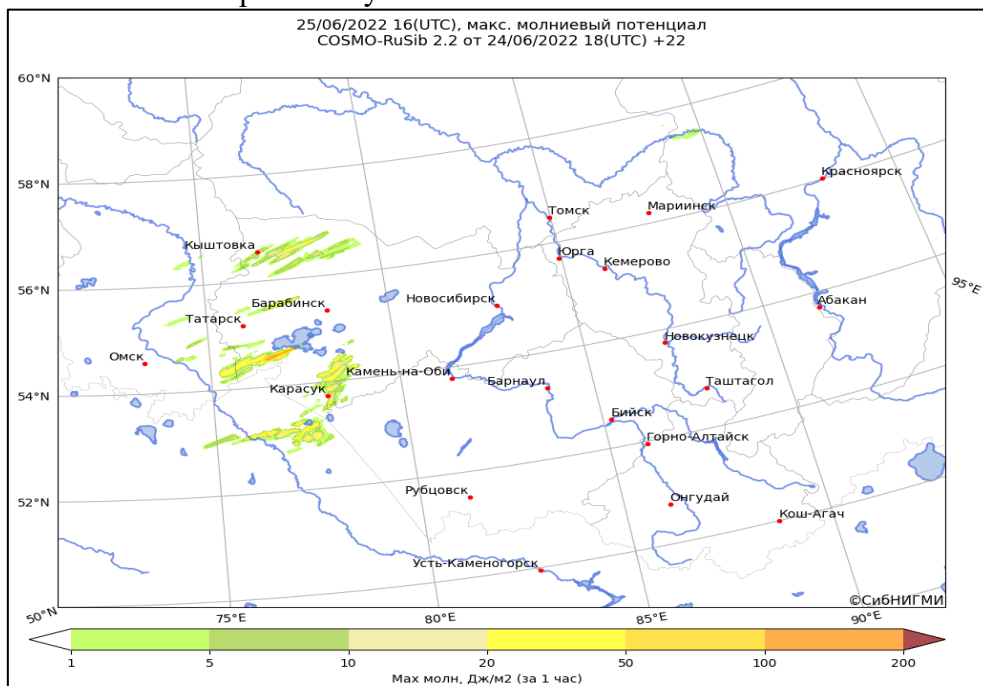 25/06/2022 16(UTC), макс. молниевый потенциал
COSMO-RuSib 2.2 от 24/06/2022 18(UTC) +22
60°N
58°N
Красноярск
Томск
Мариинск
Кыштовка
Юрга
Кемерово
95°E
56°N
Барабинск
Новосибирск
Абакан
Татарск
Омск
Новокузнецк
Камень-на-Оби
Барнаул
Таштагол
54°N
Карасук
Бийск
Горно-Алтайск
Рубцовск
Онгудай
52°N
Кош-Агач
Усть-Каменогорск
©СибНИГМИ
50°N
75°E
80°E
85°E
90°E
1
5
10
20
50
100
200
Мах молн, Дж/м2 (за 1 час)